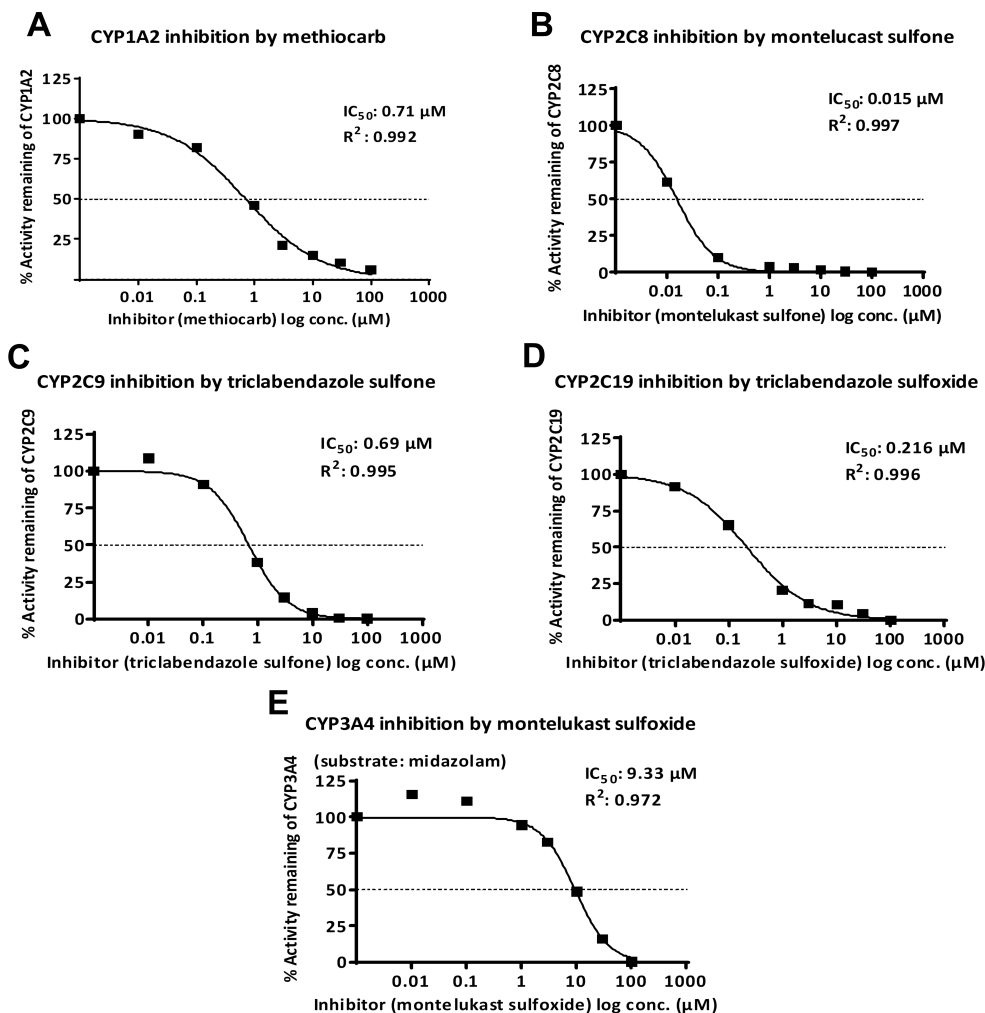 A
CYP1A2 inhibition by methiocarb
% Activity remaining of CYP1A2
125
100
75
50
25
IC50: 0.71 µM
R2: 0.992
0.01 0.1 1 10 100 1000
Inhibitor (methiocarb) log conc. (µM)
B
CYP2C8 inhibition by montelucast sulfone
% Activity remaining of CYP2C8
125
100
75
50
25
0
IC50: 0.015 µM
R2: 0.997
0.01 0.1 1 10 100 1000
Inhibitor (montelukast sulfone) log conc. (µM)
C
CYP2C9 inhibition by triclabendazole sulfone
% Activity remaining of CYP2C9
125
100
75
50
25
0
IC50: 0.69 µM
R2: 0.995
0.01 0.1 1 10 100 1000
Inhibitor (triclabendazole sulfone) log conc. (µM)
D
CYP2C19 inhibition by triclabendazole sulfoxide
% Activity remaining of CYP2C19
125
100
75
50
25
0
IC50: 0.216 µM
R2: 0.996
0.01 0.1 1 10 100 1000
Inhibitor (triclabendazole sulfoxide) log conc. (µM)
E
CYP3A4 inhibition by montelukast sulfoxide
(substrate: midazolam)
% Activity remaining of CYP3A4
125
100
75
50
25
0
IC50: 9.33 µM
R2: 0.972
0.01 0.1 1 10 100 1000
Inhibitor (montelukast sulfoxide) log conc. (µM)